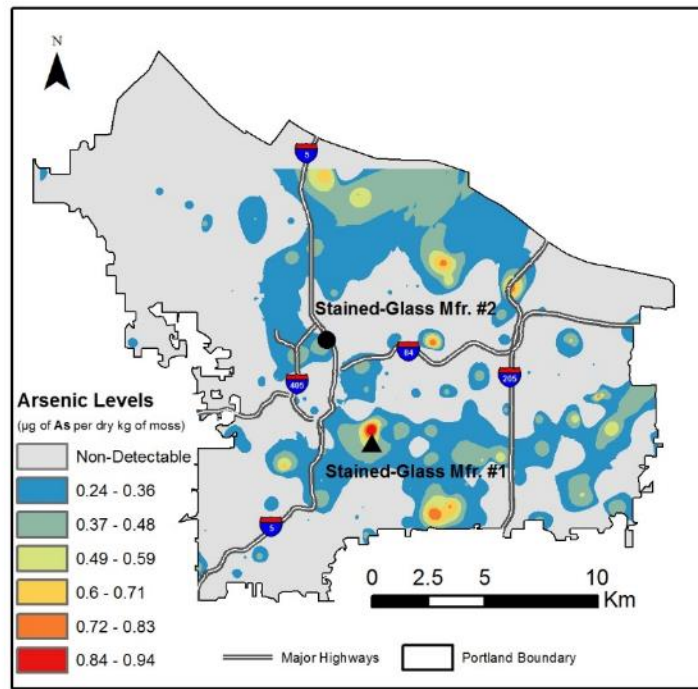 N
5
Stained-Glass Mfr. #2
84
405
205
Arsenic Levels
(µg of As per dry kg of moss)
Non-Detectable
0.24 - 0.36
0.37 - 0.48
0.49 - 0.59
0.6 - 0.71
0.72 - 0.83
0.84 - 0.94
Stained-Glass Mfr. #1
5
0 2.5 5 10
Km
Major Highways
Portland Boundary